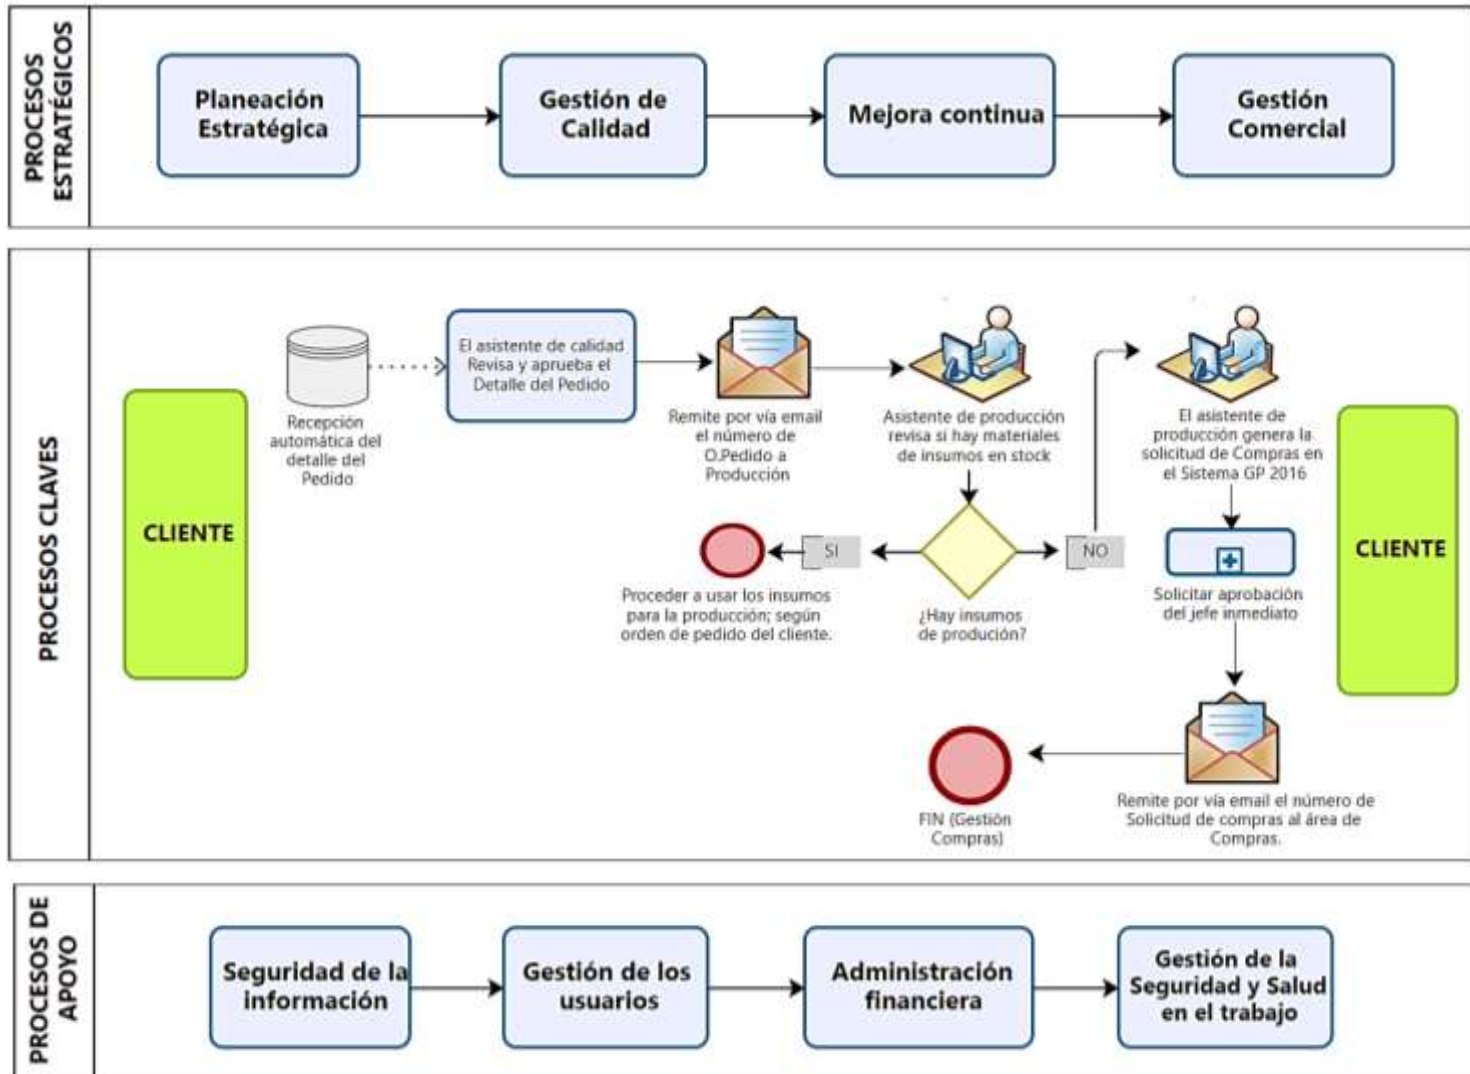 PROCESOS
ESTRATÉGICOS
Planeación
Estratégica
Gestión de
Calidad
Mejora continua
Gestión
Comercial
PROCESOS CLAVES
CLIENTE
Recepción
automática del
detalle del
Pedido
El asistente de calidad
Revisa y aprueba el
Detalle del Pedido
Remite por vía email
el número de
O.Pedido a
Producción
Asistente de producción
revisa si hay materiales
de insumos en stock
El asistente de
producción genera la
solicitud de Compras en
el Sistema GP 2016
SI
NO
Proceder a usar los insumos
para la producción; según
orden de pedido del cliente.
¿Hay insumos
de produción?
Solicitar aprobación
del jefe inmediato
CLIENTE
FIN (Gestión
Compras)
Remite por vía email el número de
Solicitud de compras al área de
Compras.
PROCESOS DE
APOYO
Seguridad de la
información
Gestión de los
usuarios
Administración
financiera
Gestión de la
Seguridad y Salud
en el trabajo